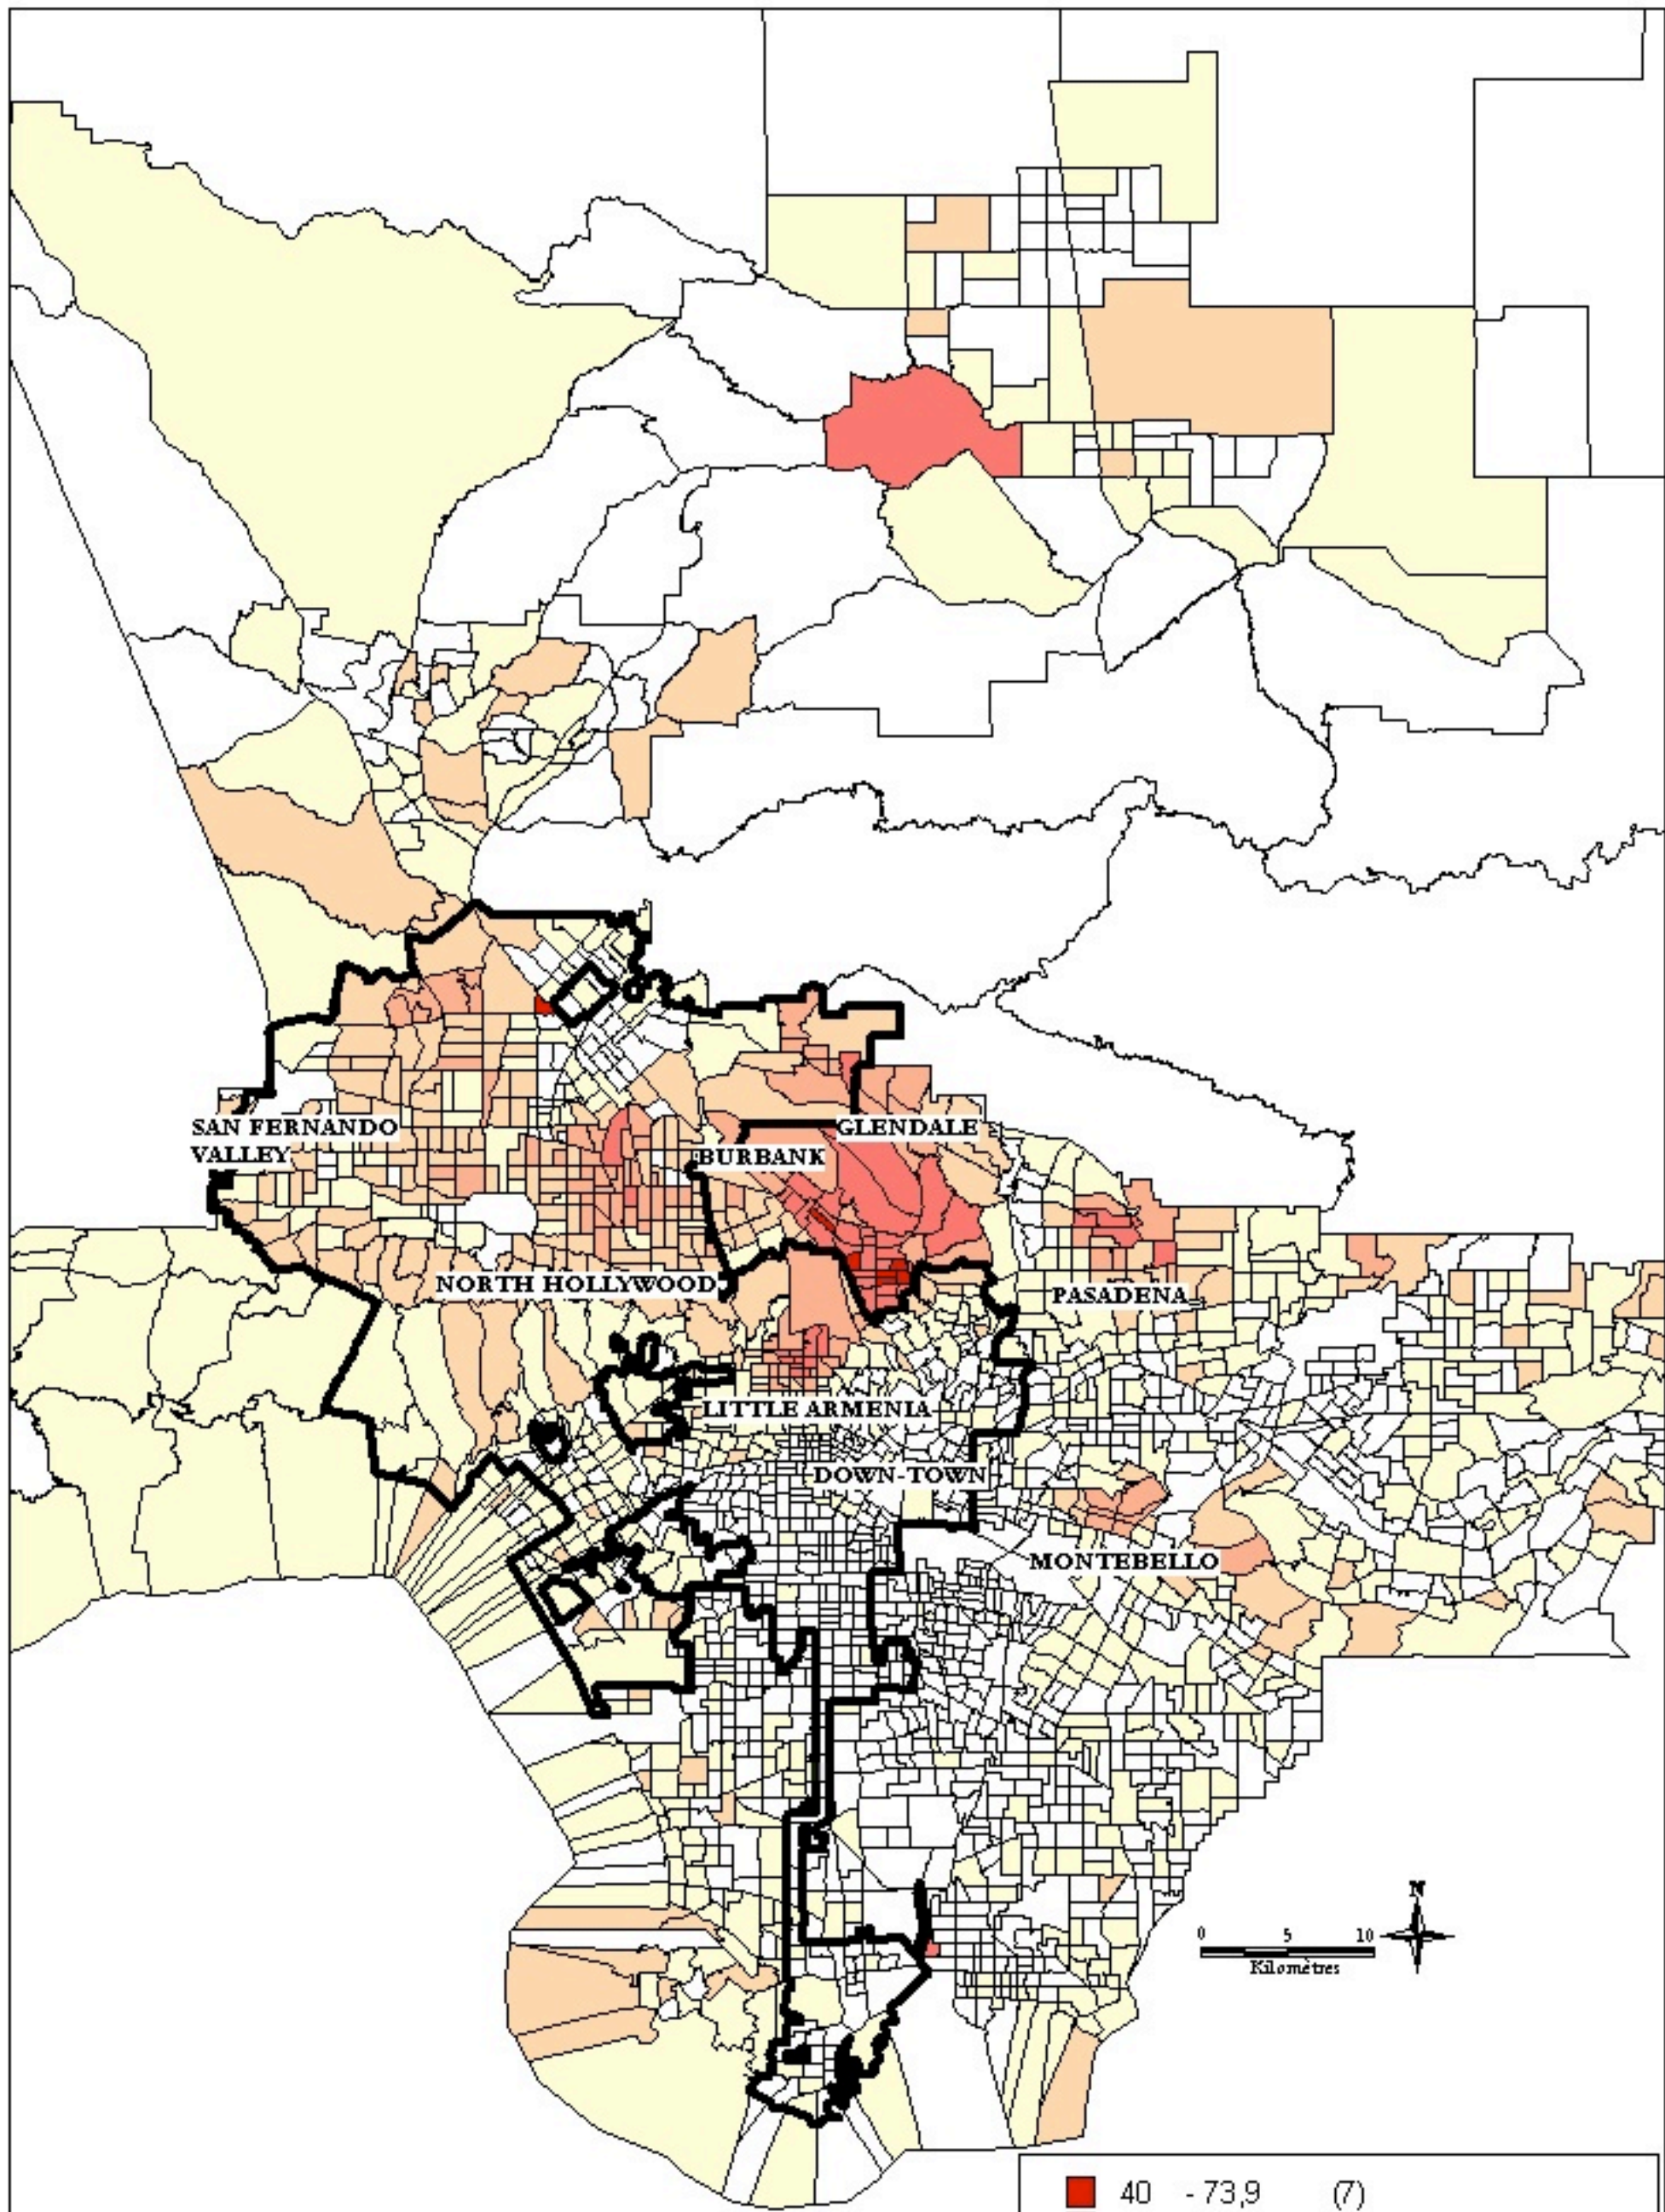 SAN FERNANDO
VALLEY
GLENDALE
BURBANK
NORTH HOLLYWOOD
PASADENA
LITTLE ARMENIA
DOWN-TOWN
MONTEBELLO
N
0 5 10
Kilomètres
40 - 73,9 (7)